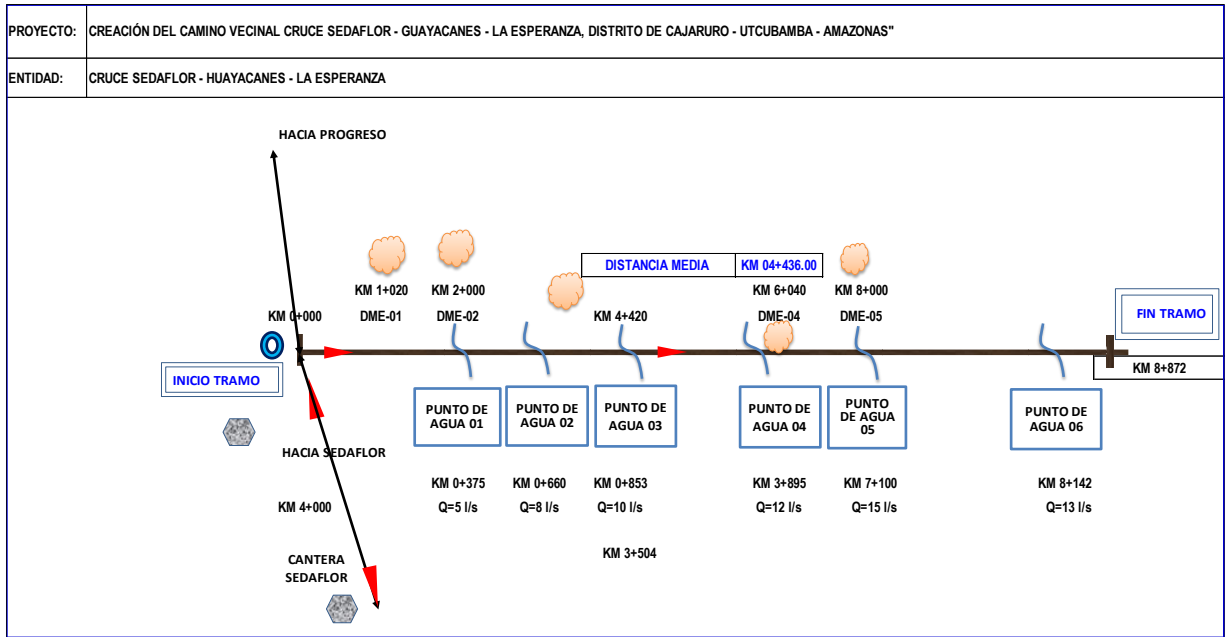 PROYECTO: CREACIÓN DEL CAMINO VECINAL CRUCE SEDAFLOR - GUAYACANES - LA ESPERANZA, DISTRITO DE CAJARURO - UTCUBAMBA - AMAZONAS"
ENTIDAD: CRUCE SEDAFLOR - HUAYACANES - LA ESPERANZA
HACIA PROGRESO
DISTANCIA MEDIA KM 04+436.00
KM 1+020 KM 2+000 KM 6+040 KM 8+000
KM 0+000 DME-01 DME-02 KM 4+420 DME-04 DME-05
FIN TRAMO
KM 8+872
INICIO TRAMO
PUNTO DE
AGUA 01
PUNTO DE
AGUA 02
PUNTO DE
AGUA 03
PUNTO DE
AGUA 04
PUNTO
DE AGUA
05
PUNTO DE
AGUA 06
HACIA SEDAFLOR
KM 0+375 KM 0+660 KM 0+853 KM 3+895 KM 7+100 KM 8+142
Q=5 l/s Q=8 l/s Q=10 l/s Q=12 l/s Q=15 l/s Q=13 l/s
KM 4+000
KM 3+504
CANTERA
SEDAFLOR